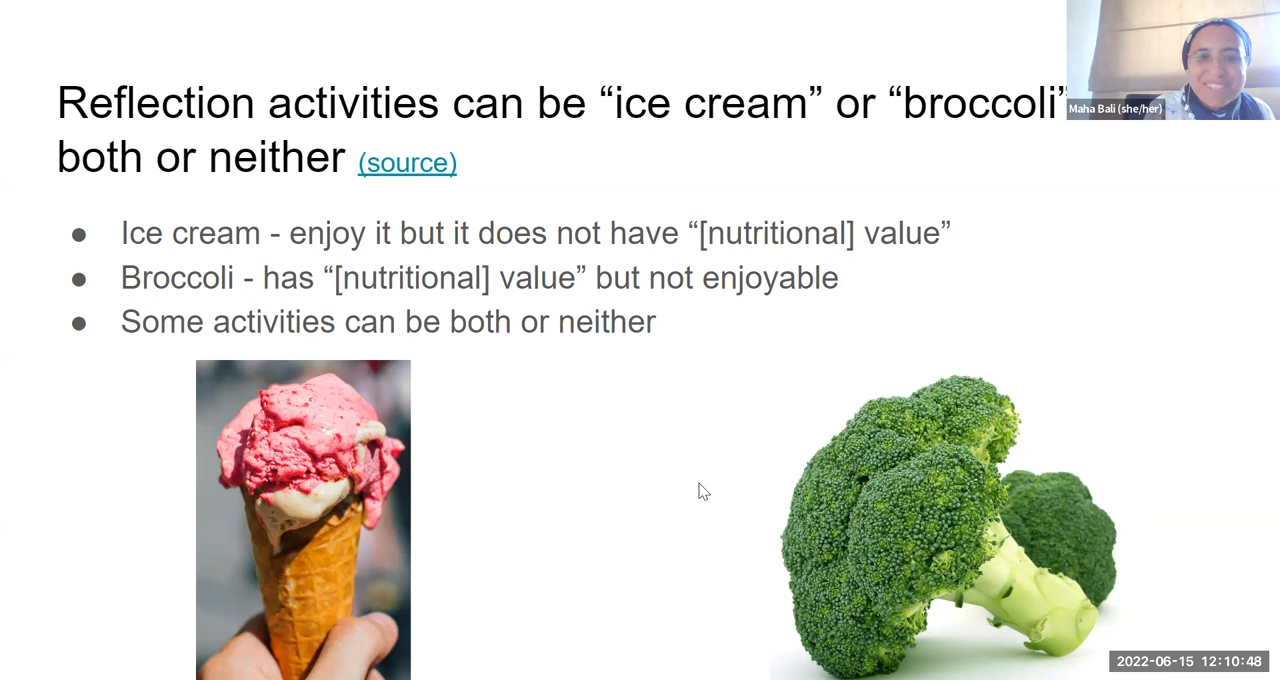 Reflection activities can be “ice cream” or “broccoli”
both or neither (source)
Maha Bali (she/her)
● Ice cream - enjoy it but it does not have “[nutritional] value”
● Broccoli - has “[nutritional] value” but not enjoyable
● Some activities can be both or neither
2022-06-15 12:10:48